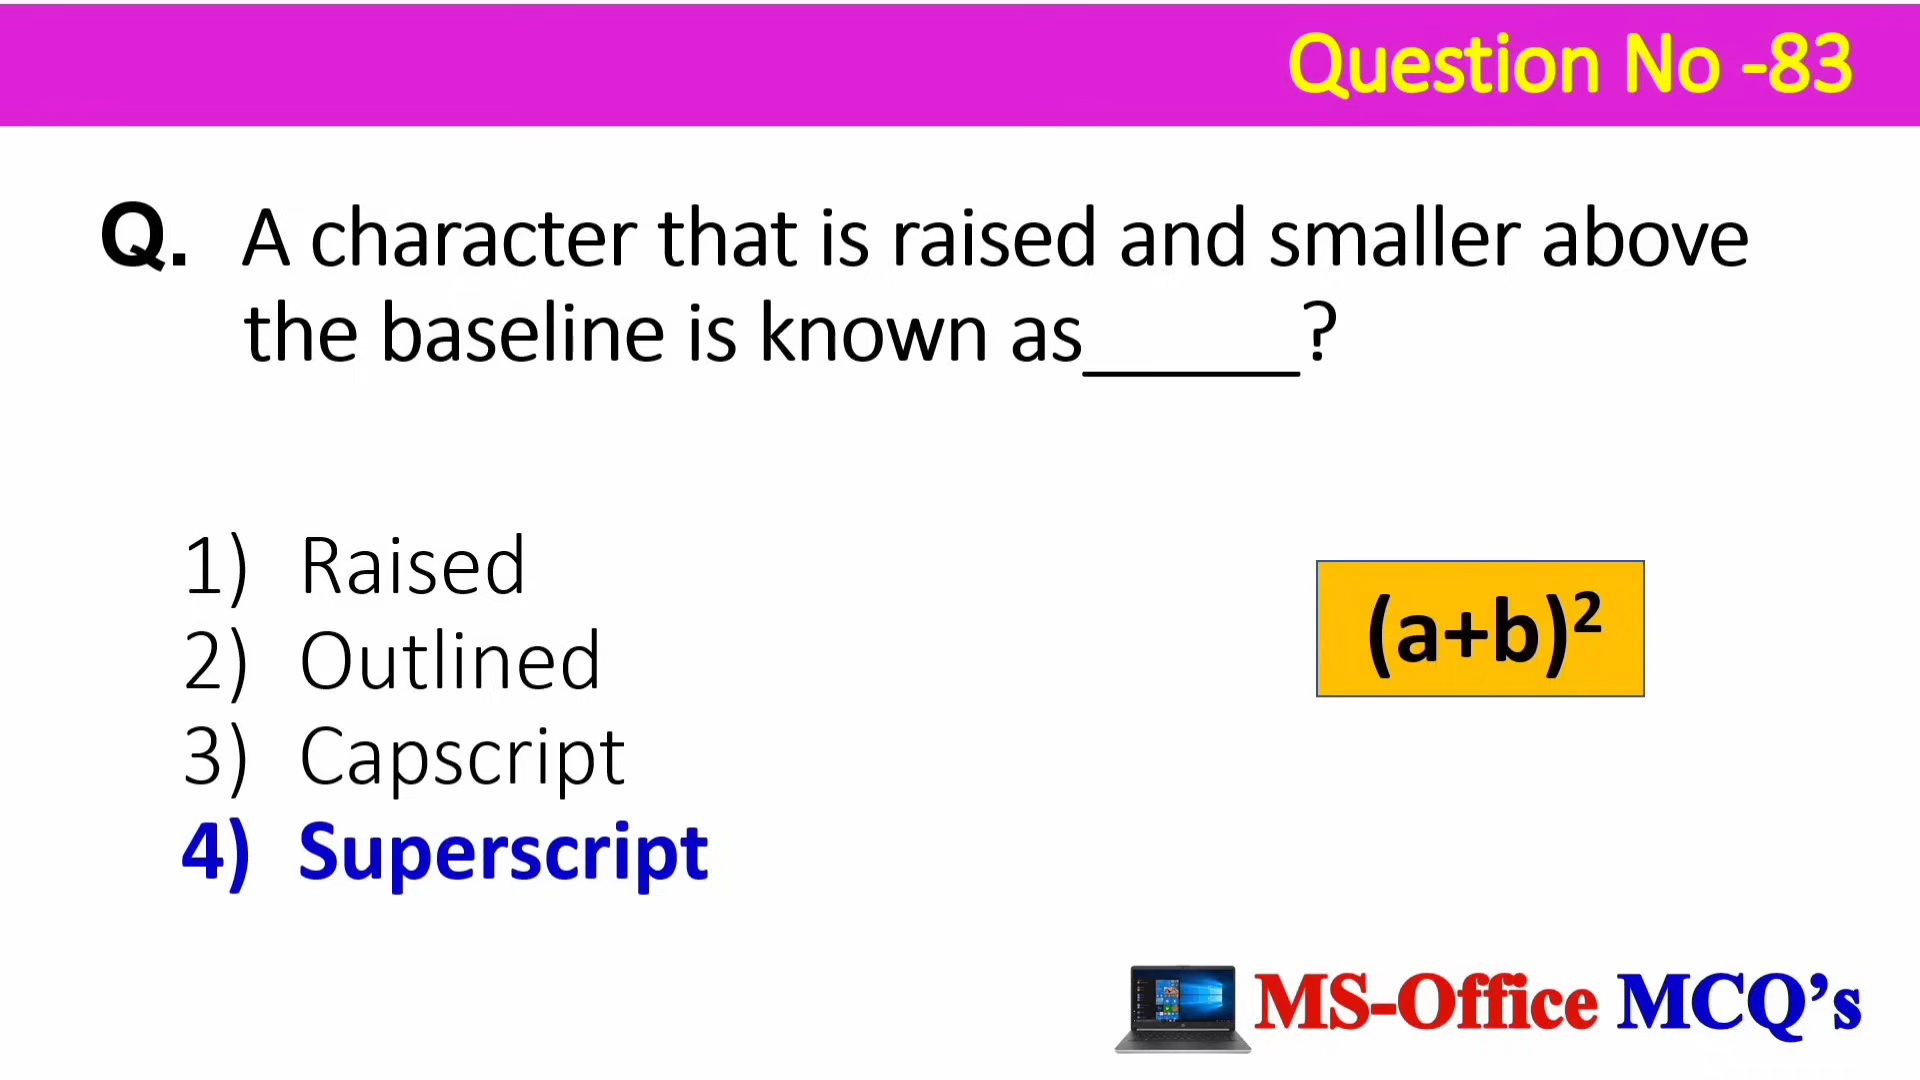 Question No -83
Q. A character that is raised and smaller above
the baseline is known as______?
1) Raised
2) Outlined
3) Capscript
4) Superscript
(a+b)²
MS-Office MCQ’s